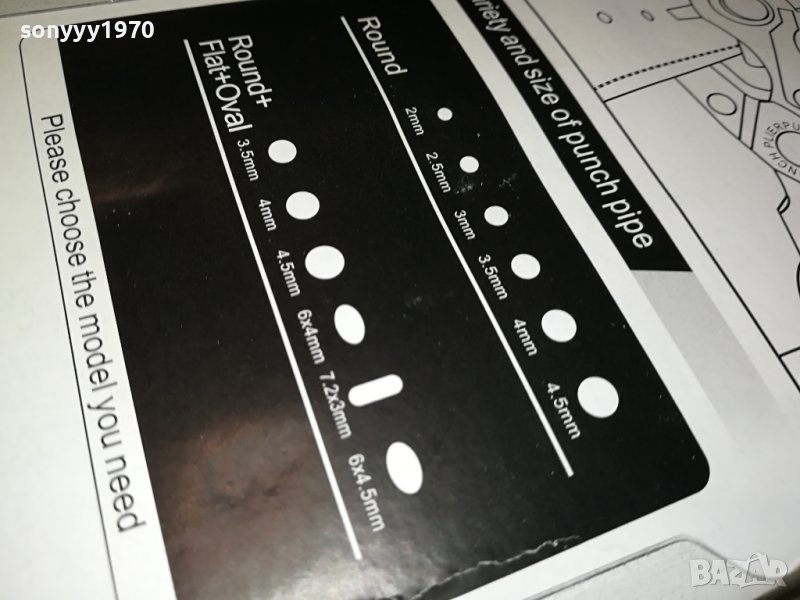 sonyyy1970
and size of punch pipe
Round
2mm
2.5mm
3mm
3.5mm
4mm
4.5mm
Round+
Flat+Oval
3.5mm
4mm
4.5mm
6x4mm
7.2x3mm
6x4.5mm
Please choose the model you need
BAZAR